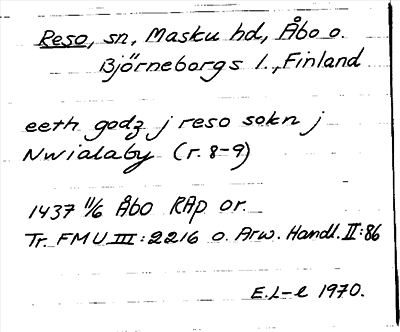 Reso, sn, Masku hd, Åbo o.
Björneborgs l., Finland
eeth godz j reso sokn j
Nwialaby (r. 8-9)
1437 11/6 Åbo RAp or.
Tr. FMU III: 2216 o. Arw. Handl. II: 86
E.L-l 1970.